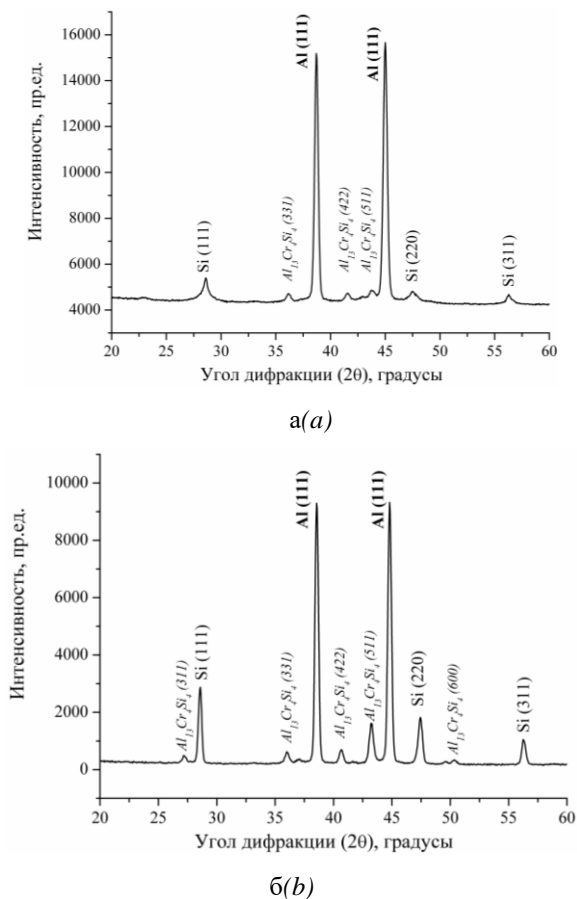 16000
14000
12000
10000
8000
6000
4000
Интенсивность, пр.ед.
Si (111)
Al₁₃Cr₄Si₄ (331)
Al (111)
Al₁₃Cr₄Si₄ (422)
Al₁₃Cr₄Si₄ (511)
Al (111)
Si (220)
Si (311)
20 25 30 35 40 45 50 55 60
Угол дифракции (2θ), градусы
а(a)
10000
8000
6000
4000
2000
0
Интенсивность, пр.ед.
Al₁₃Cr₄Si₄ (311)
Si (111)
Al₁₃Cr₄Si₄ (331)
Al (111)
Al₁₃Cr₄Si₄ (422)
Al₁₃Cr₄Si₄ (511)
Al (111)
Si (220)
Al₁₃Cr₄Si₄ (600)
Si (311)
20 25 30 35 40 45 50 55 60
Угол дифракции (2θ), градусы
б(b)